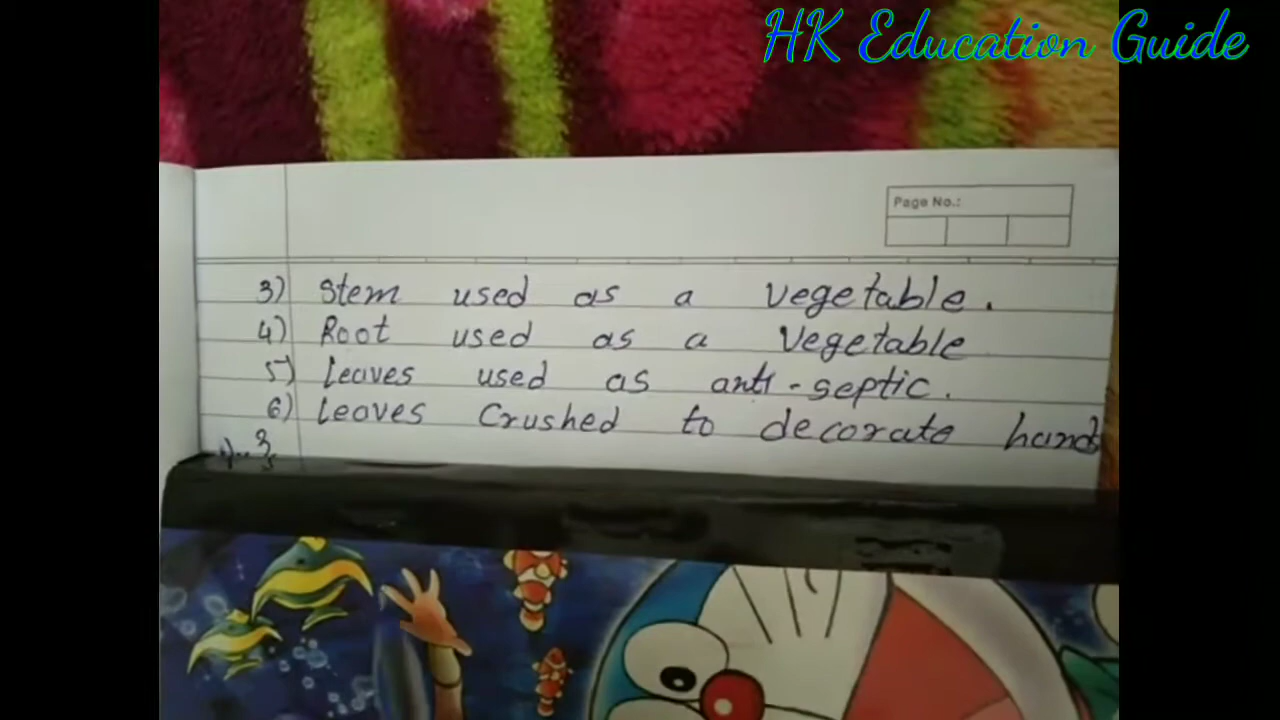 HK Education Guide
Page No.:
3) Stem used as a vegetable.
4) Root used as a Vegetable
5) leaves used as anti-septic.
6) leaves Crushed to decorate hands